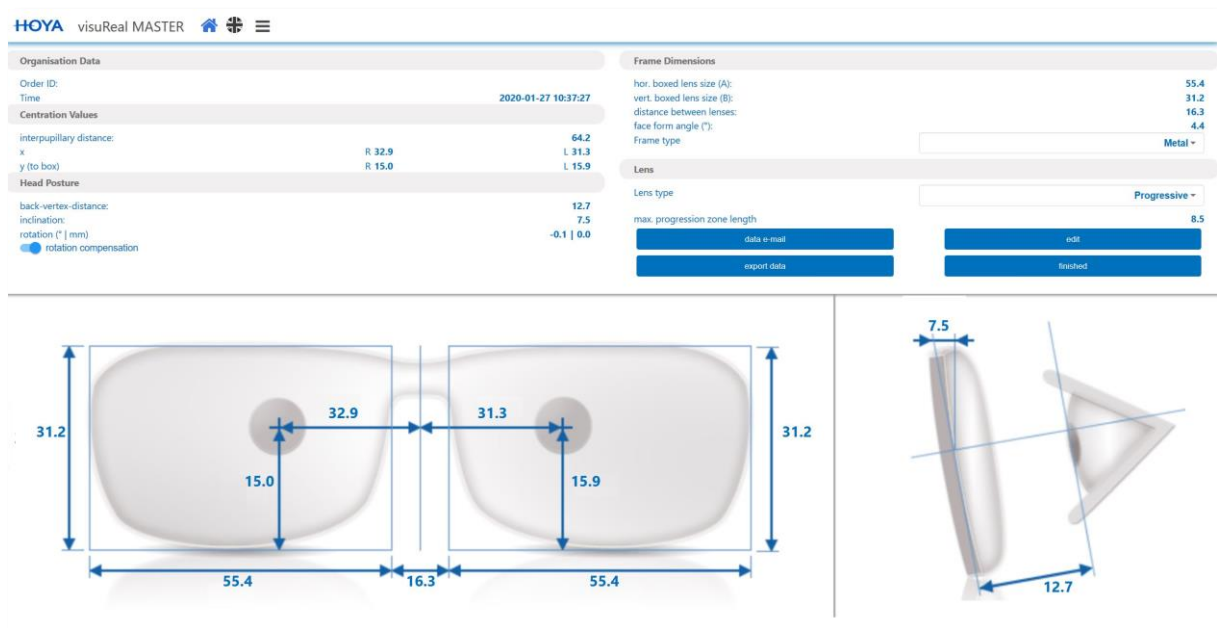 HOYA visuReal MASTER
Organisation Data
Order ID:
Time 2020-01-27 10:37:27
Centration Values
interpupillary distance: 64.2
x R 32.9 L 31.3
y (to box) R 15.0 L 15.9
Head Posture
back-vertex-distance: 12.7
inclination: 7.5
rotation (° | mm) -0.1 | 0.0
rotation compensation
Frame Dimensions
hor. boxed lens size (A): 55.4
vert. boxed lens size (B): 31.2
distance between lenses: 16.3
face form angle (°): 4.4
Frame type Metal
Lens
Lens type Progressive
max. progression zone length 8.5
data e-mail edit
export data finished
31.2 32.9 31.3 31.2
15.0 15.9
55.4 16.3 55.4
7.5
12.7